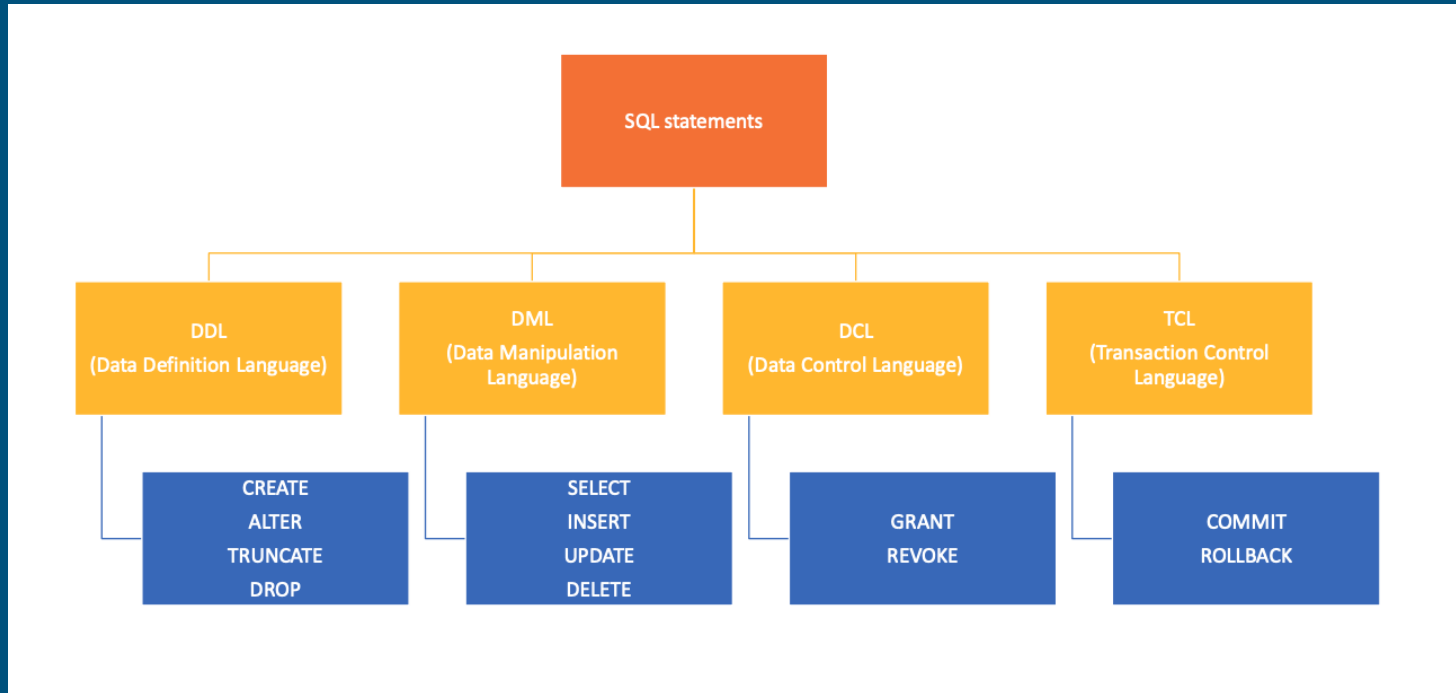 SQL statements
DDL
(Data Definition Language)
DML
(Data Manipulation
Language)
DCL
(Data Control Language)
TCL
(Transaction Control
Language)
CREATE
ALTER
TRUNCATE
DROP
SELECT
INSERT
UPDATE
DELETE
GRANT
REVOKE
COMMIT
ROLLBACK